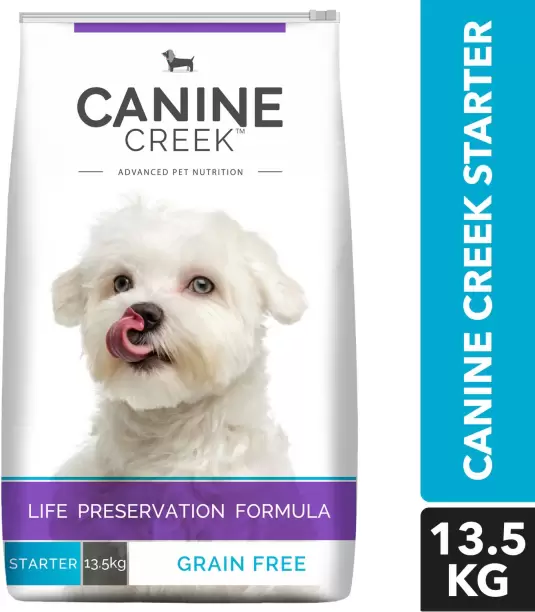 CANINE
CREEK™
ADVANCED PET NUTRITION
LIFE PRESERVATION FORMULA
STARTER 13.5kg GRAIN FREE
CANINE CREEK STARTER
13.5
KG